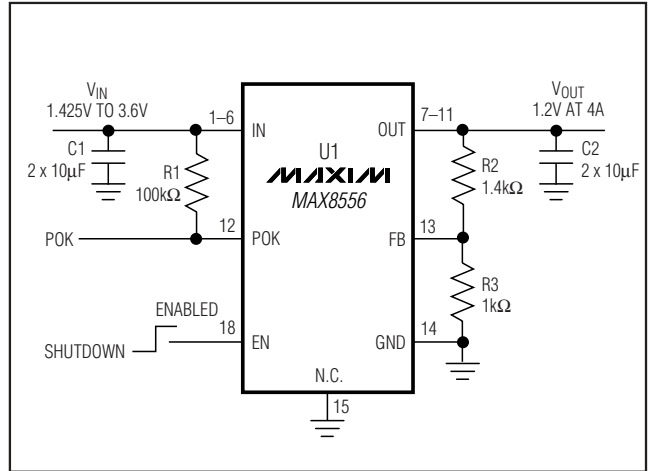 VIN
1.425V TO 3.6V
C1
2 x 10µF
R1
100kΩ
POK
SHUTDOWN
ENABLED
1–6
IN
12
POK
18
EN
U1
MAXIM
MAX8556
N.C.
15
OUT
7–11
FB
13
GND
14
VOUT
1.2V AT 4A
R2
1.4kΩ
C2
2 x 10µF
R3
1kΩ